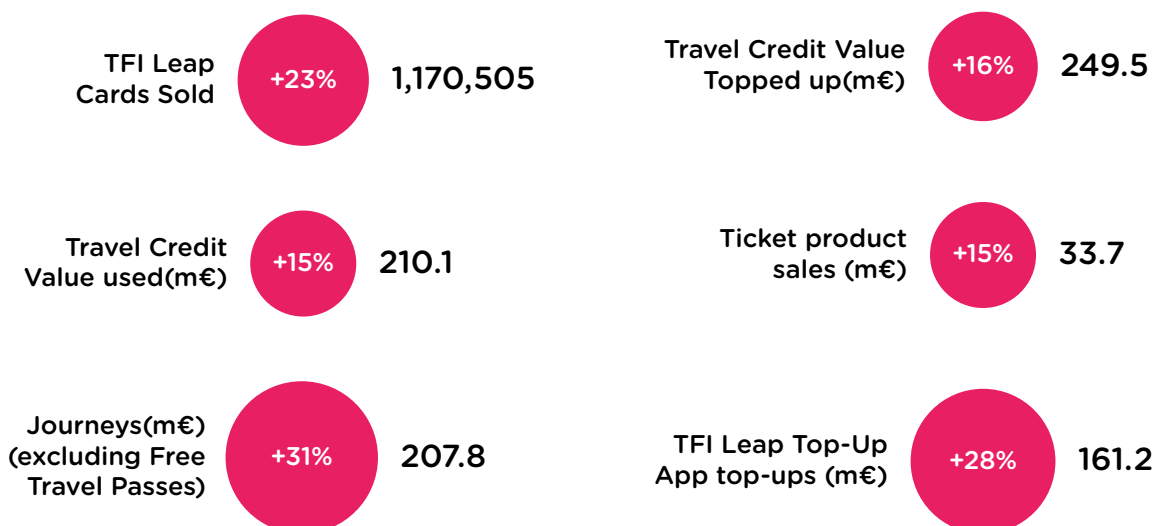 TFI Leap
Cards Sold
+23%
1,170,505
Travel Credit Value
Topped up(m€)
+16%
249.5
Travel Credit
Value used(m€)
+15%
210.1
Ticket product
sales (m€)
+15%
33.7
Journeys(m€)
(excluding Free
Travel Passes)
+31%
207.8
TFI Leap Top-Up
App top-ups (m€)
+28%
161.2